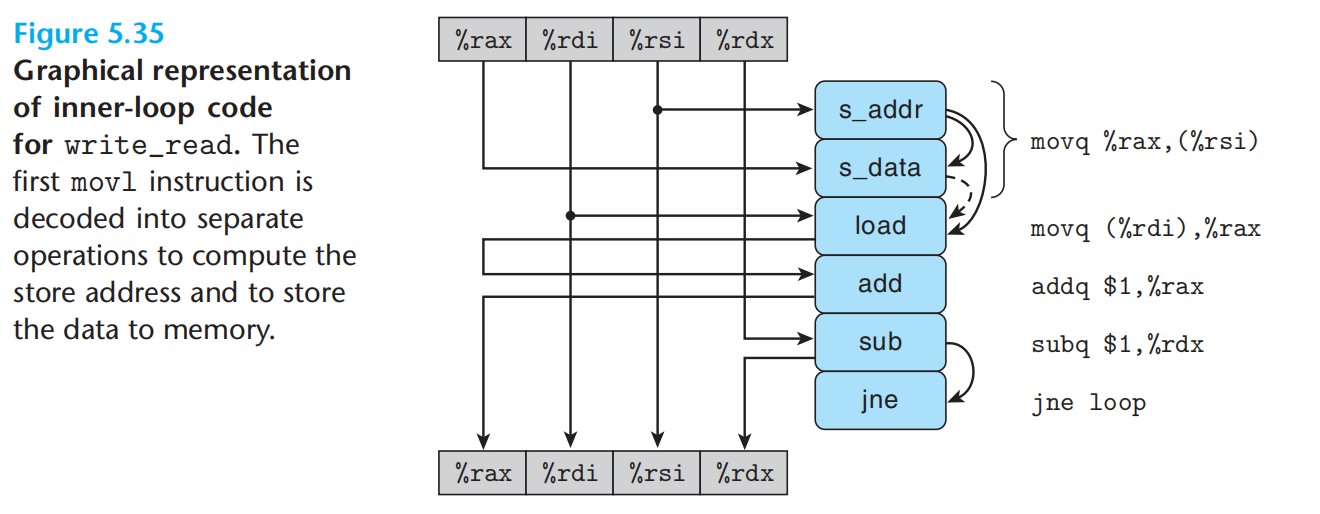 Figure 5.35
Graphical representation
of inner-loop code
for write_read. The
first movl instruction is
decoded into separate
operations to compute the
store address and to store
the data to memory.
%rax %rdi %rsi %rdx
s_addr
s_data
movq %rax,(%rsi)
load
movq (%rdi),%rax
add
addq $1,%rax
sub
subq $1,%rdx
jne
jne loop
%rax %rdi %rsi %rdx